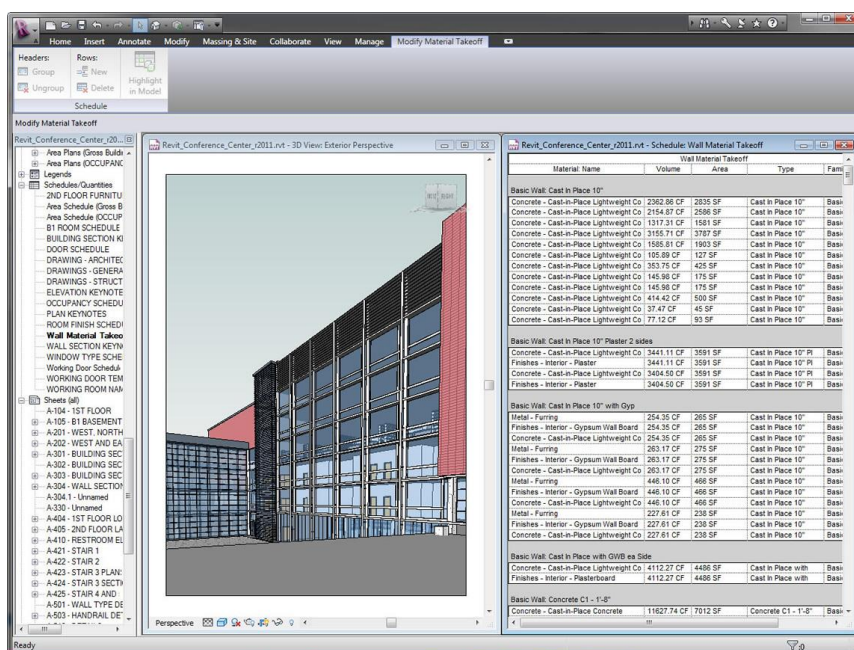 Home Insert Annotate Modify Massing & Site Collaborate View Manage Modify Material Takeoff
Headers: Rows:
Group New
Ungroup Delete
Highlight in Model
Schedule
Modify Material Takeoff
Revit_Conference_Center_r20...
Area Plans (Gross Buildi
Area Plans (OCCUPANC
Legends
Schedules/Quantities
2ND FLOOR FURNITU
Area Schedule (Gross B
Area Schedule (OCCUP
B1 ROOM SCHEDULE
BUILDING SECTION KE
DOOR SCHEDULE
DRAWING - ARCHITEC
DRAWINGS - GENERA
DRAWINGS - STRUCT
ELEVATION KEYNOTE
OCCUPANCY SCHEDU
PLAN KEYNOTES
ROOM FINISH SCHEDU
Wall Material Takeo
WALL SECTION KEYN
WINDOW TYPE SCHE
Working Door Schedul
WORKING DOOR TEM
WORKING ROOM NAM
Sheets (all)
A-104 - 1ST FLOOR
A-105 - B1 BASEMENT
A-201 - WEST, NORTH
A-202 - WEST AND EA
A-301 - BUILDING SEC
A-302 - BUILDING SEC
A-303 - BUILDING SEC
A-304 - WALL SECTION
A-304.1 - Unnamed
A-330 - Unnamed
A-404 - 1ST FLOOR LO
A-405 - 2ND FLOOR LA
A-410 - RESTROOM EL
A-421 - STAIR 1
A-422 - STAIR 2
A-423 - STAIR 3 PLAN
A-424 - STAIR 3 SECTI
A-425 - STAIR 4 AND
A-501 - WALL TYPE DE
A-503 - HANDRAIL DET
Revit_Conference_Center_r2011.rvt - 3D View: Exterior Perspective
Perspective
Revit_Conference_Center_r2011.rvt - Schedule: Wall Material Takeoff
Wall Material Takeoff
Material: Name Volume Area Type Fami
Basic Wall: Cast In Place 10"
Concrete - Cast-in-Place Lightweight Co 2362.86 CF 2835 SF Cast In Place 10" Basi
Concrete - Cast-in-Place Lightweight Co 2154.87 CF 2586 SF Cast In Place 10" Basi
Concrete - Cast-in-Place Lightweight Co 1317.31 CF 1581 SF Cast In Place 10" Basi
Concrete - Cast-in-Place Lightweight Co 3155.71 CF 3787 SF Cast In Place 10" Basi
Concrete - Cast-in-Place Lightweight Co 1585.81 CF 1903 SF Cast In Place 10" Basi
Concrete - Cast-in-Place Lightweight Co 105.89 CF 127 SF Cast In Place 10" Basi
Concrete - Cast-in-Place Lightweight Co 353.75 CF 425 SF Cast In Place 10" Basi
Concrete - Cast-in-Place Lightweight Co 145.98 CF 175 SF Cast In Place 10" Basi
Concrete - Cast-in-Place Lightweight Co 145.98 CF 175 SF Cast In Place 10" Basi
Concrete - Cast-in-Place Lightweight Co 414.42 CF 500 SF Cast In Place 10" Basi
Concrete - Cast-in-Place Lightweight Co 37.47 CF 45 SF Cast In Place 10" Basi
Concrete - Cast-in-Place Lightweight Co 77.12 CF 93 SF Cast In Place 10" Basi
Basic Wall: Cast In Place 10" Plaster 2 sides
Concrete - Cast-in-Place Lightweight Co 3441.11 CF 3591 SF Cast In Place 10" Pl Basi
Finishes - Interior - Plaster 3441.11 CF 3591 SF Cast In Place 10" Pl Basi
Concrete - Cast-in-Place Lightweight Co 3404.50 CF 3591 SF Cast In Place 10" Pl Basi
Finishes - Interior - Plaster 3404.50 CF 3591 SF Cast In Place 10" Pl Basi
Basic Wall: Cast In Place 10" with Gyp
Metal - Furring 254.35 CF 265 SF Cast In Place 10" Basi
Finishes - Interior - Gypsum Wall Board 254.35 CF 265 SF Cast In Place 10" Basi
Concrete - Cast-in-Place Lightweight Co 254.35 CF 265 SF Cast In Place 10" Basi
Metal - Furring 263.17 CF 275 SF Cast In Place 10" Basi
Finishes - Interior - Gypsum Wall Board 263.17 CF 275 SF Cast In Place 10" Basi
Concrete - Cast-in-Place Lightweight Co 263.17 CF 275 SF Cast In Place 10" Basi
Metal - Furring 446.10 CF 466 SF Cast In Place 10" Basi
Finishes - Interior - Gypsum Wall Board 446.10 CF 466 SF Cast In Place 10" Basi
Concrete - Cast-in-Place Lightweight Co 446.10 CF 466 SF Cast In Place 10" Basi
Metal - Furring 227.61 CF 238 SF Cast In Place 10" Basi
Finishes - Interior - Gypsum Wall Board 227.61 CF 238 SF Cast In Place 10" Basi
Concrete - Cast-in-Place Lightweight Co 227.61 CF 238 SF Cast In Place 10" Basi
Basic Wall: Cast In Place with GWB ea Side
Concrete - Cast-in-Place Lightweight Co 4112.27 CF 4486 SF Cast In Place with Basi
Finishes - Interior - Plasterboard 4112.27 CF 4486 SF Cast In Place with Basi
Basic Wall: Concrete C1 - 1'-8"
Concrete - Cast-in-Place Concrete 11627.74 CF 7012 SF Concrete C1 - 1'-8" Basi
Ready
:0